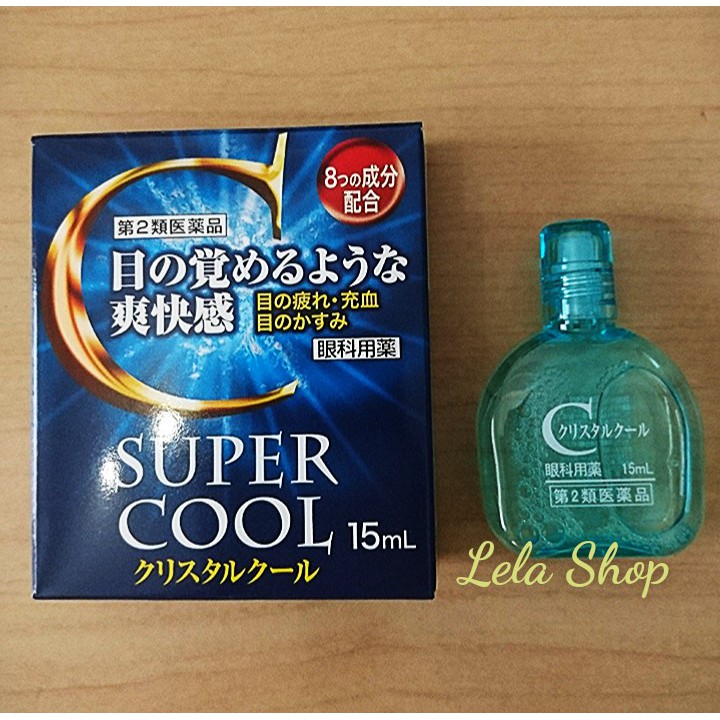 8つの成分
配合
第2類医薬品
目の覚めるような
爽快感
目の疲れ・充血
目のかすみ
眼科用薬
SUPER
COOL
15mL
クリスタルクール
C
クリスタルクール
眼科用薬 15mL
第2類医薬品
Lela Shop